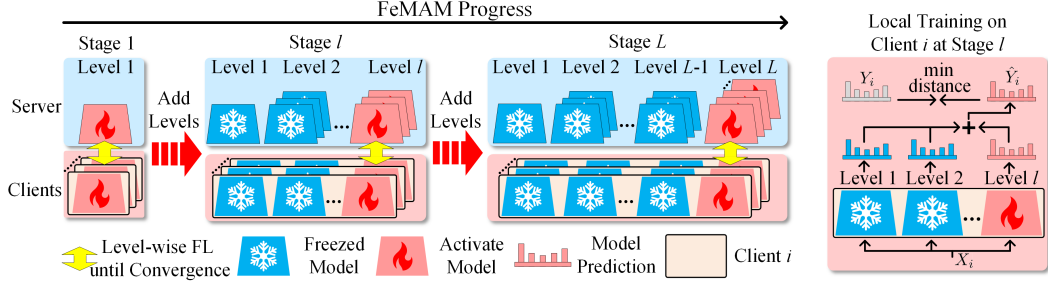 FeMAM Progress
Stage 1
Stage l
Stage L
Level 1
Level 1 Level 2 Level l
Level 1 Level 2 Level L-1 Level L
Server
Add
Levels
...
Add
Levels
...
Clients
...
...
Level-wise FL
until Convergence
Freezed
Model
Activate
Model
Model
Prediction
Client i
Local Training on
Client i at Stage l
Y_i
min
distance
Ŷ_i
+
Level 1 Level 2 Level l
...
X_i